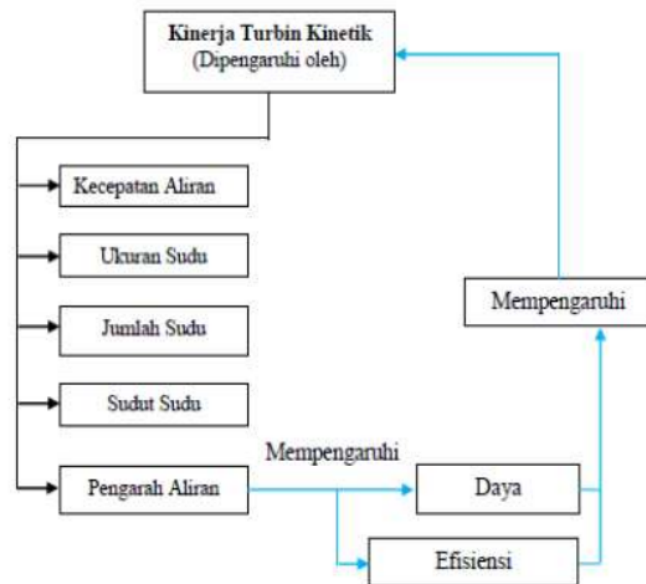 Kinerja Turbin Kinetik
(Dipengaruhi oleh)
Kecepatan Aliran
Ukuran Sudu
Jumlah Sudu
Sudut Sudu
Pengarah Aliran
Mempengaruhi
Daya
Efisiensi
Mempengaruhi